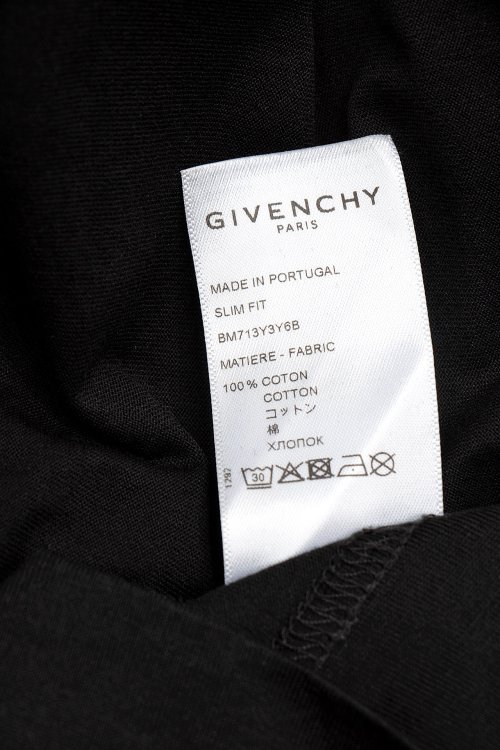 GIVENCHY
PARIS
MADE IN PORTUGAL
SLIM FIT
BM713Y3Y6B
MATIERE - FABRIC
100% COTON
COTTON
コットン
棉
ХЛОПОК
1292
30